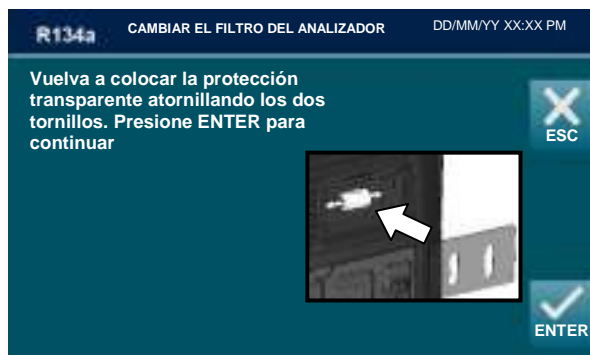 R134a CAMBIAR EL FILTRO DEL ANALIZADOR DD/MM/YY XX:XX PM
Vuelva a colocar la protección
transparente atornillando los dos
tornillos. Presione ENTER para
continuar
ESC
ENTER